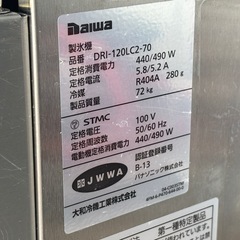 Daiwa
製氷機
品番 DRI-120LC2-70
定格消費電力 440/490 W
定格電流 5.8/5.2 A
冷媒 R404A 280g
製品質量 72 kg
STMC
定格電圧 100 V
定格周波数 50/60 Hz
電動機定格消費電力 440/490 W
JWWA
認証登録番号
B-13
パナソニック株式会社
大和冷機工業株式会社
第一種特定製品